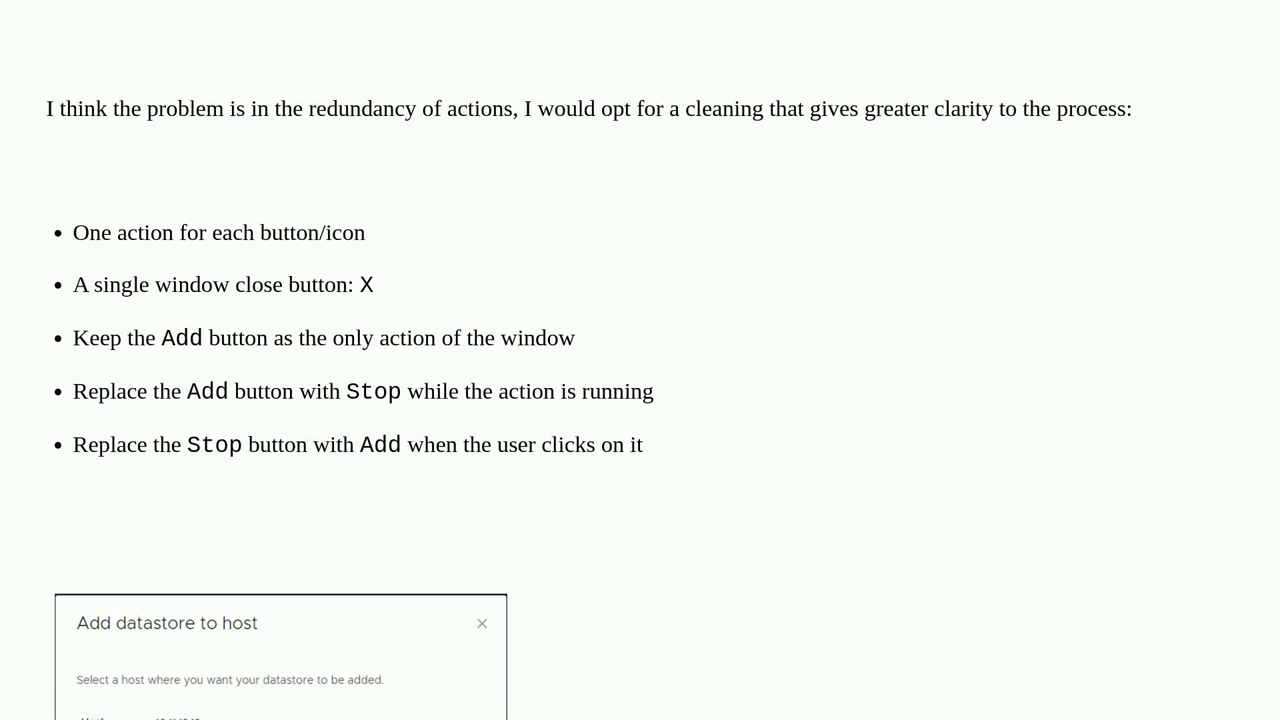 I think the problem is in the redundancy of actions, I would opt for a cleaning that gives greater clarity to the process:
• One action for each button/icon
• A single window close button: X
• Keep the Add button as the only action of the window
• Replace the Add button with Stop while the action is running
• Replace the Stop button with Add when the user clicks on it
Add datastore to host ×
Select a host where you want your datastore to be added.